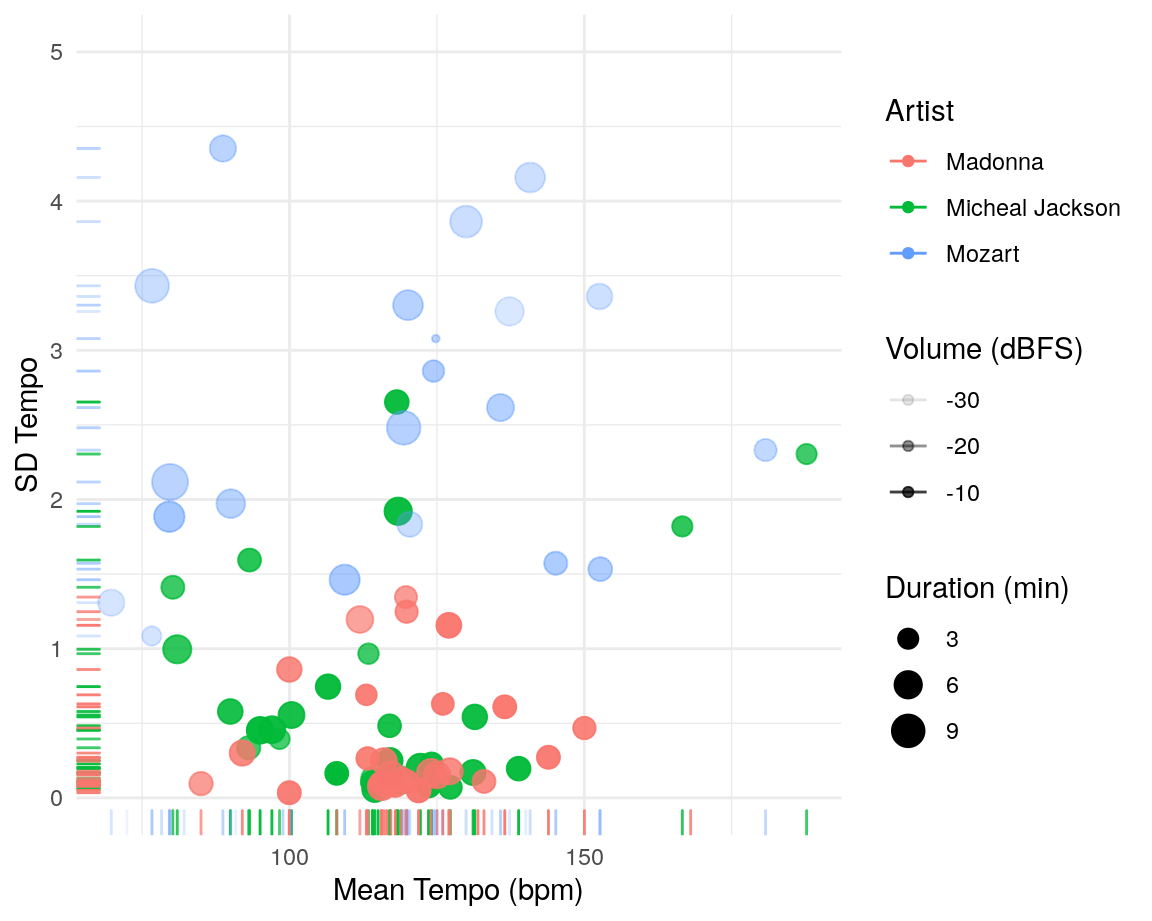 5
4
3
2
1
0
SD Tempo
100
150
Mean Tempo (bpm)
Artist
Madonna
Micheal Jackson
Mozart
Volume (dBFS)
-30
-20
-10
Duration (min)
3
6
9